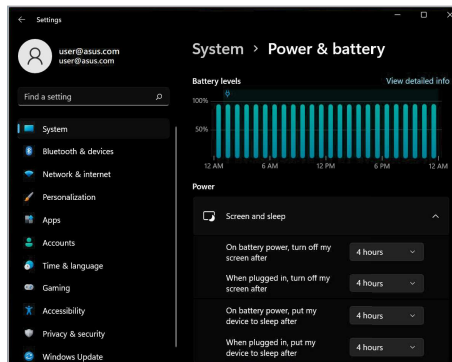 Settings
user@asus.com
user@asus.com
Find a setting
System
Bluetooth & devices
Network & internet
Personalization
Apps
Accounts
Time & language
Gaming
Accessibility
Privacy & security
Windows Update
System > Power & battery
Battery levels
View detailed info
100%
50%
12 AM
6 AM
12 PM
6 PM
12 AM
Power
Screen and sleep
On battery power, turn off my
screen after
4 hours
When plugged in, turn off my
screen after
4 hours
On battery power, put my
device to sleep after
4 hours
When plugged in, put my
device to sleep after
4 hours